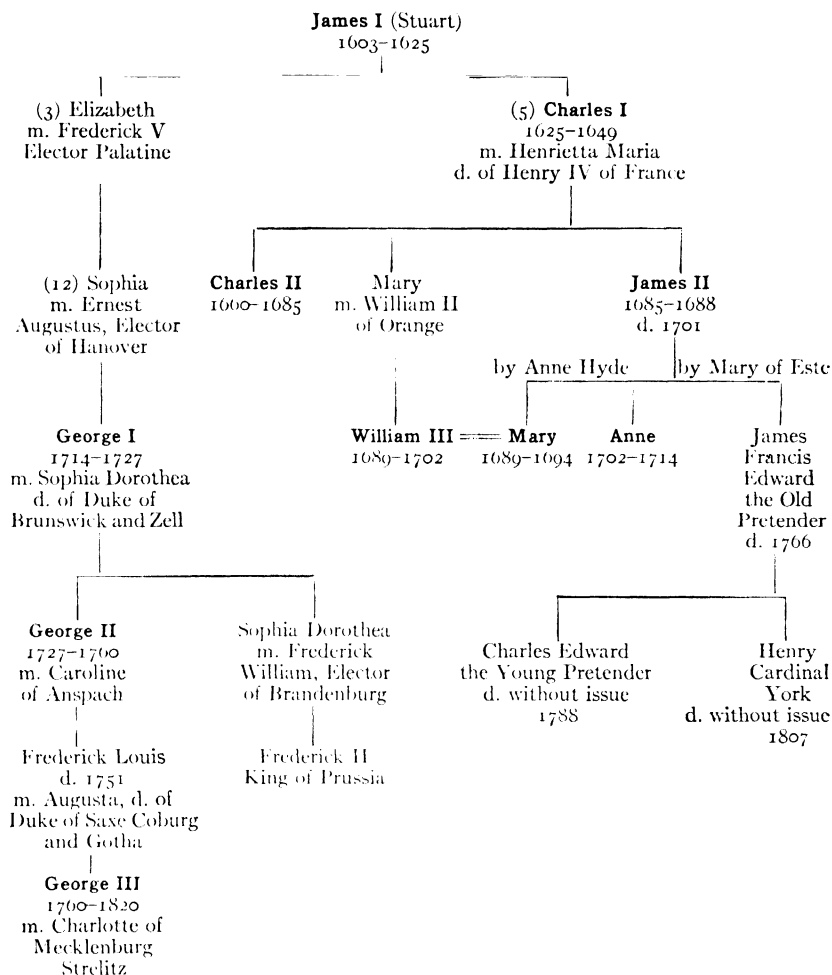 James I (Stuart)
1603–1625
(3) Elizabeth
m. Frederick V
Elector Palatine
(5) Charles I
1625–1649
m. Henrietta Maria
d. of Henry IV of France
(12) Sophia
m. Ernest
Augustus, Elector
of Hanover
Charles II
1660–1685
Mary
m. William II
of Orange
James II
1685–1688
d. 1701
by Anne Hyde
by Mary of Este
George I
1714–1727
m. Sophia Dorothea
d. of Duke of
Brunswick and Zell
William III
1689–1702
Mary
1689–1694
Anne
1702–1714
James
Francis
Edward
the Old
Pretender
d. 1766
George II
1727–1760
m. Caroline
of Anspach
Sophia Dorothea
m. Frederick
William, Elector
of Brandenburg
Charles Edward
the Young Pretender
d. without issue
1788
Henry
Cardinal
York
d. without issue
1807
Frederick Louis
d. 1751
m. Augusta, d. of
Duke of Saxe Coburg
and Gotha
Frederick II
King of Prussia
George III
1760–1820
m. Charlotte of
Mecklenburg
Strelitz